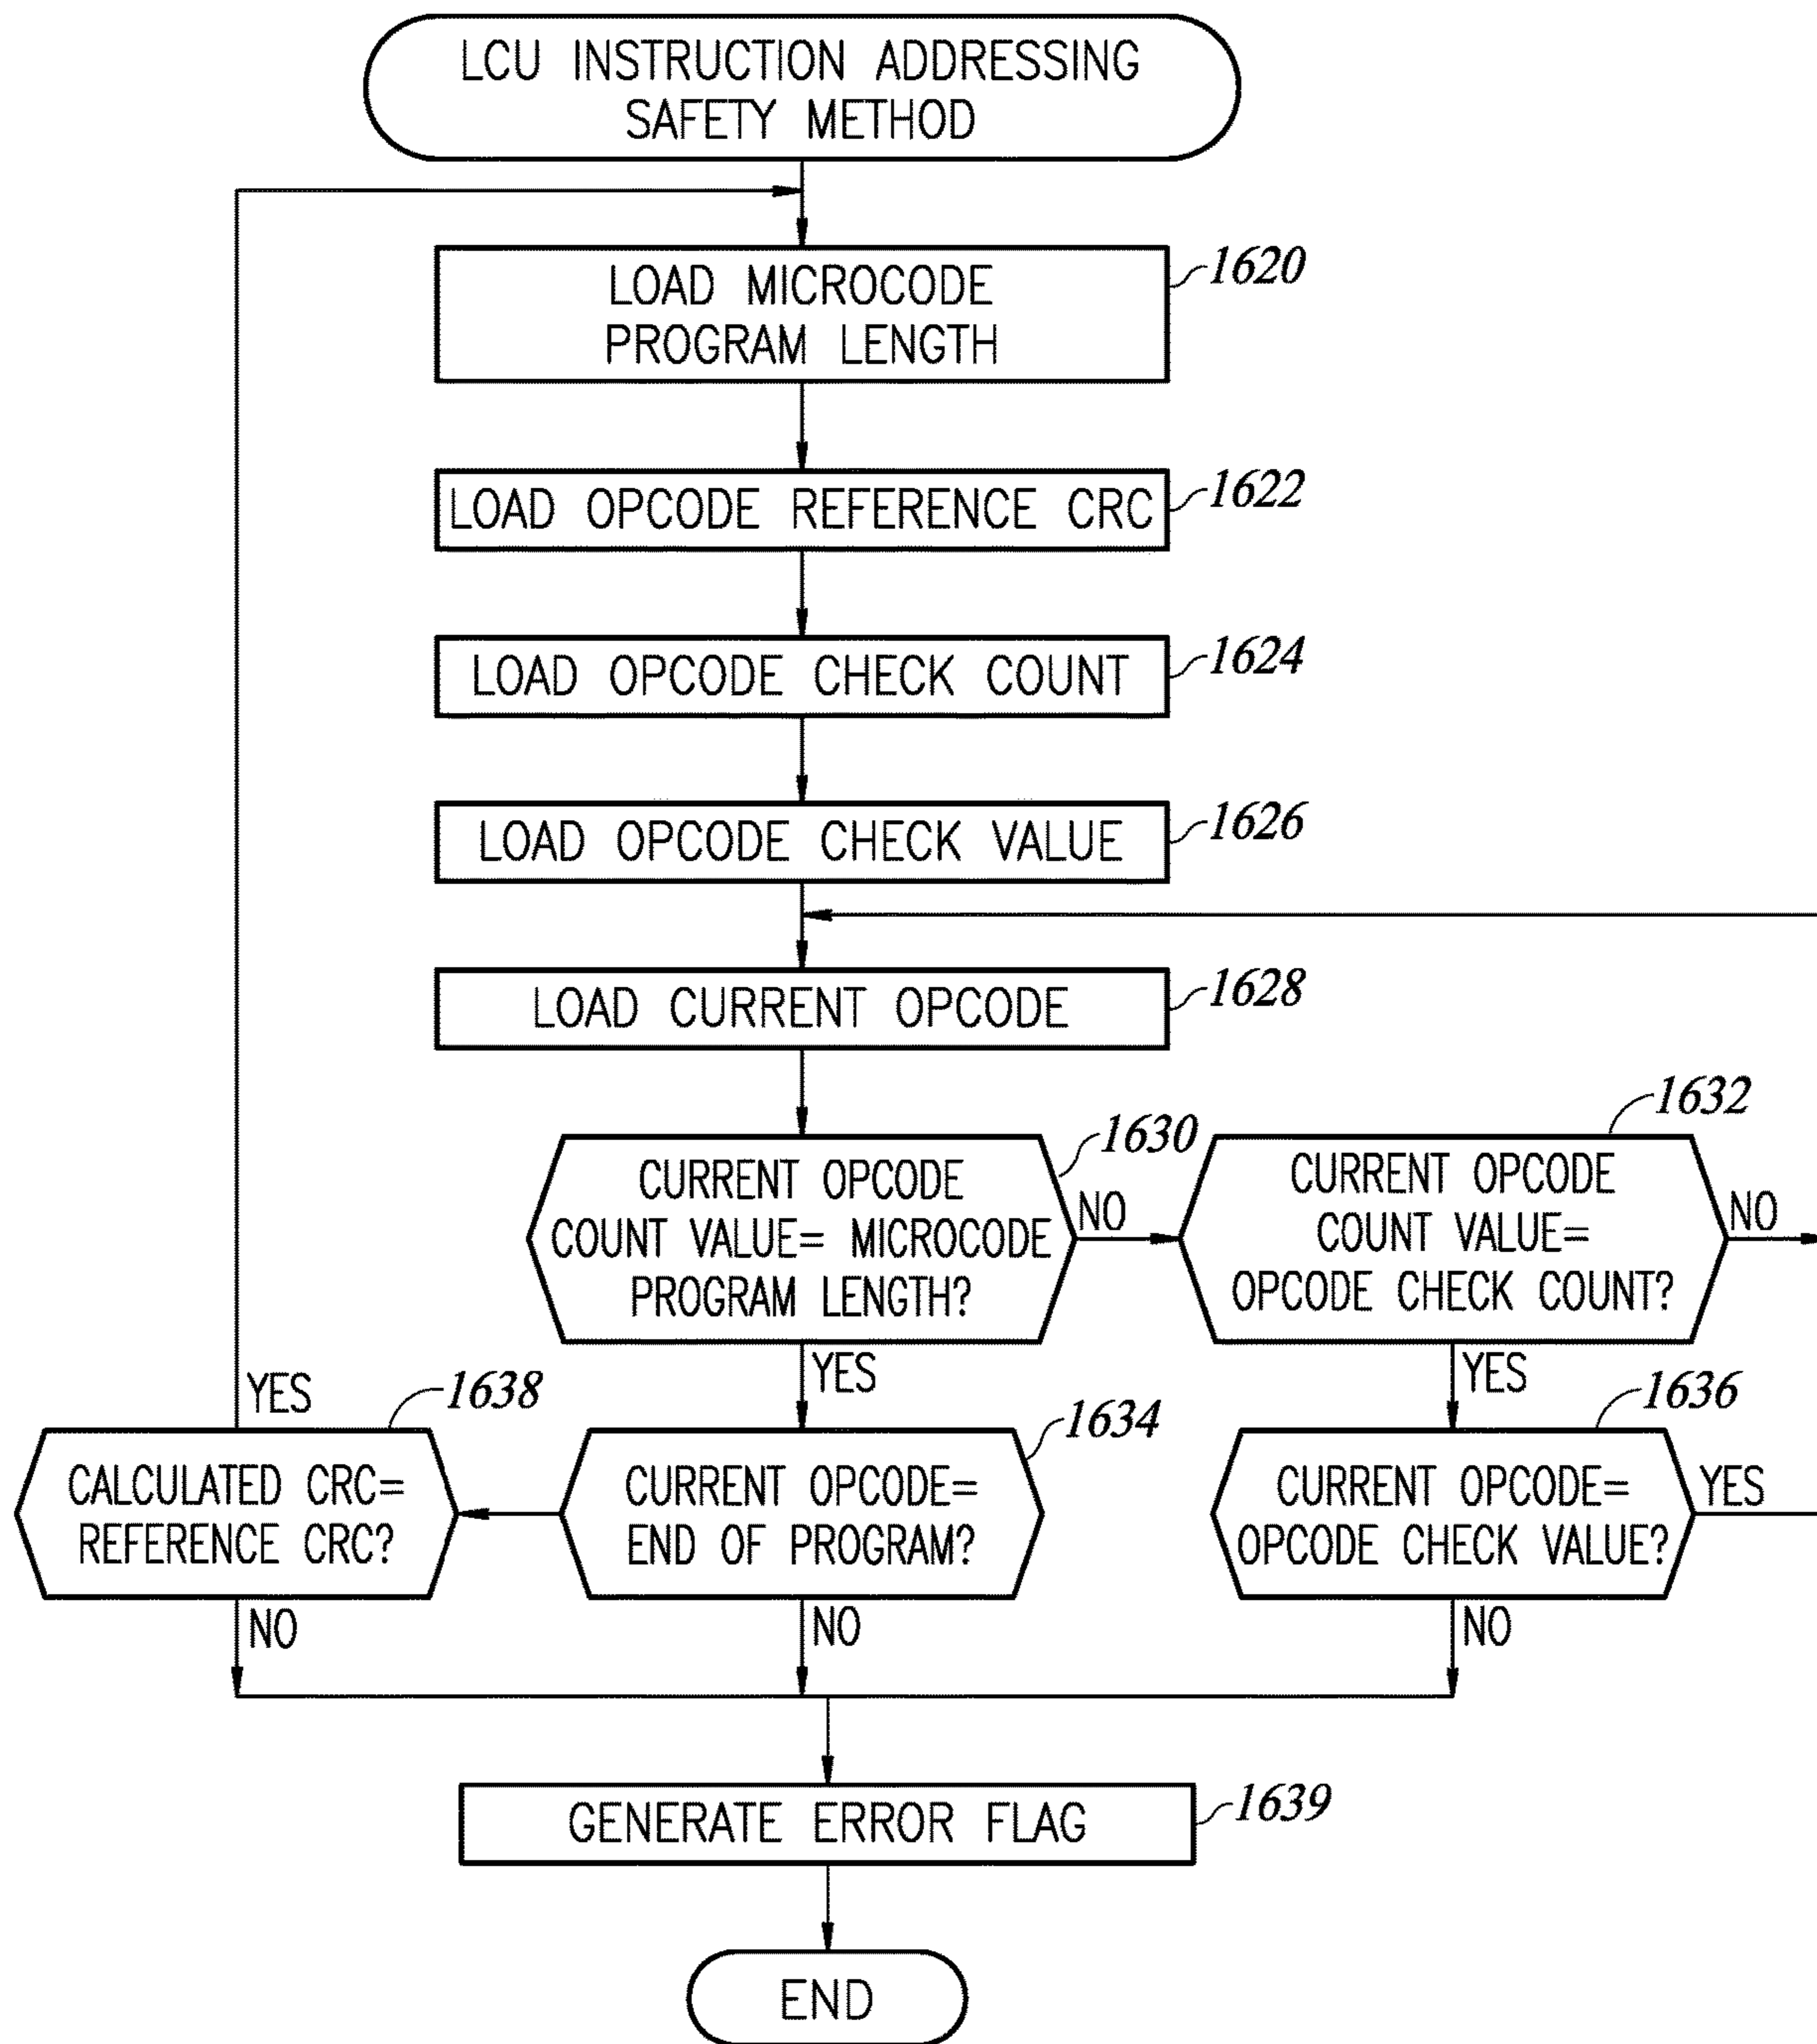 LCU INSTRUCTION ADDRESSING
SAFETY METHOD
LOAD MICROCODE
PROGRAM LENGTH
1620
LOAD OPCODE REFERENCE CRC
1622
LOAD OPCODE CHECK COUNT
1624
LOAD OPCODE CHECK VALUE
1626
LOAD CURRENT OPCODE
1628
CURRENT OPCODE
COUNT VALUE= MICROCODE
PROGRAM LENGTH?
1630
NO
YES
CURRENT OPCODE
COUNT VALUE=
OPCODE CHECK COUNT?
1632
NO
YES
CALCULATED CRC=
REFERENCE CRC?
1638
YES
NO
CURRENT OPCODE=
END OF PROGRAM?
1634
NO
CURRENT OPCODE=
OPCODE CHECK VALUE?
1636
YES
NO
GENERATE ERROR FLAG
1639
END